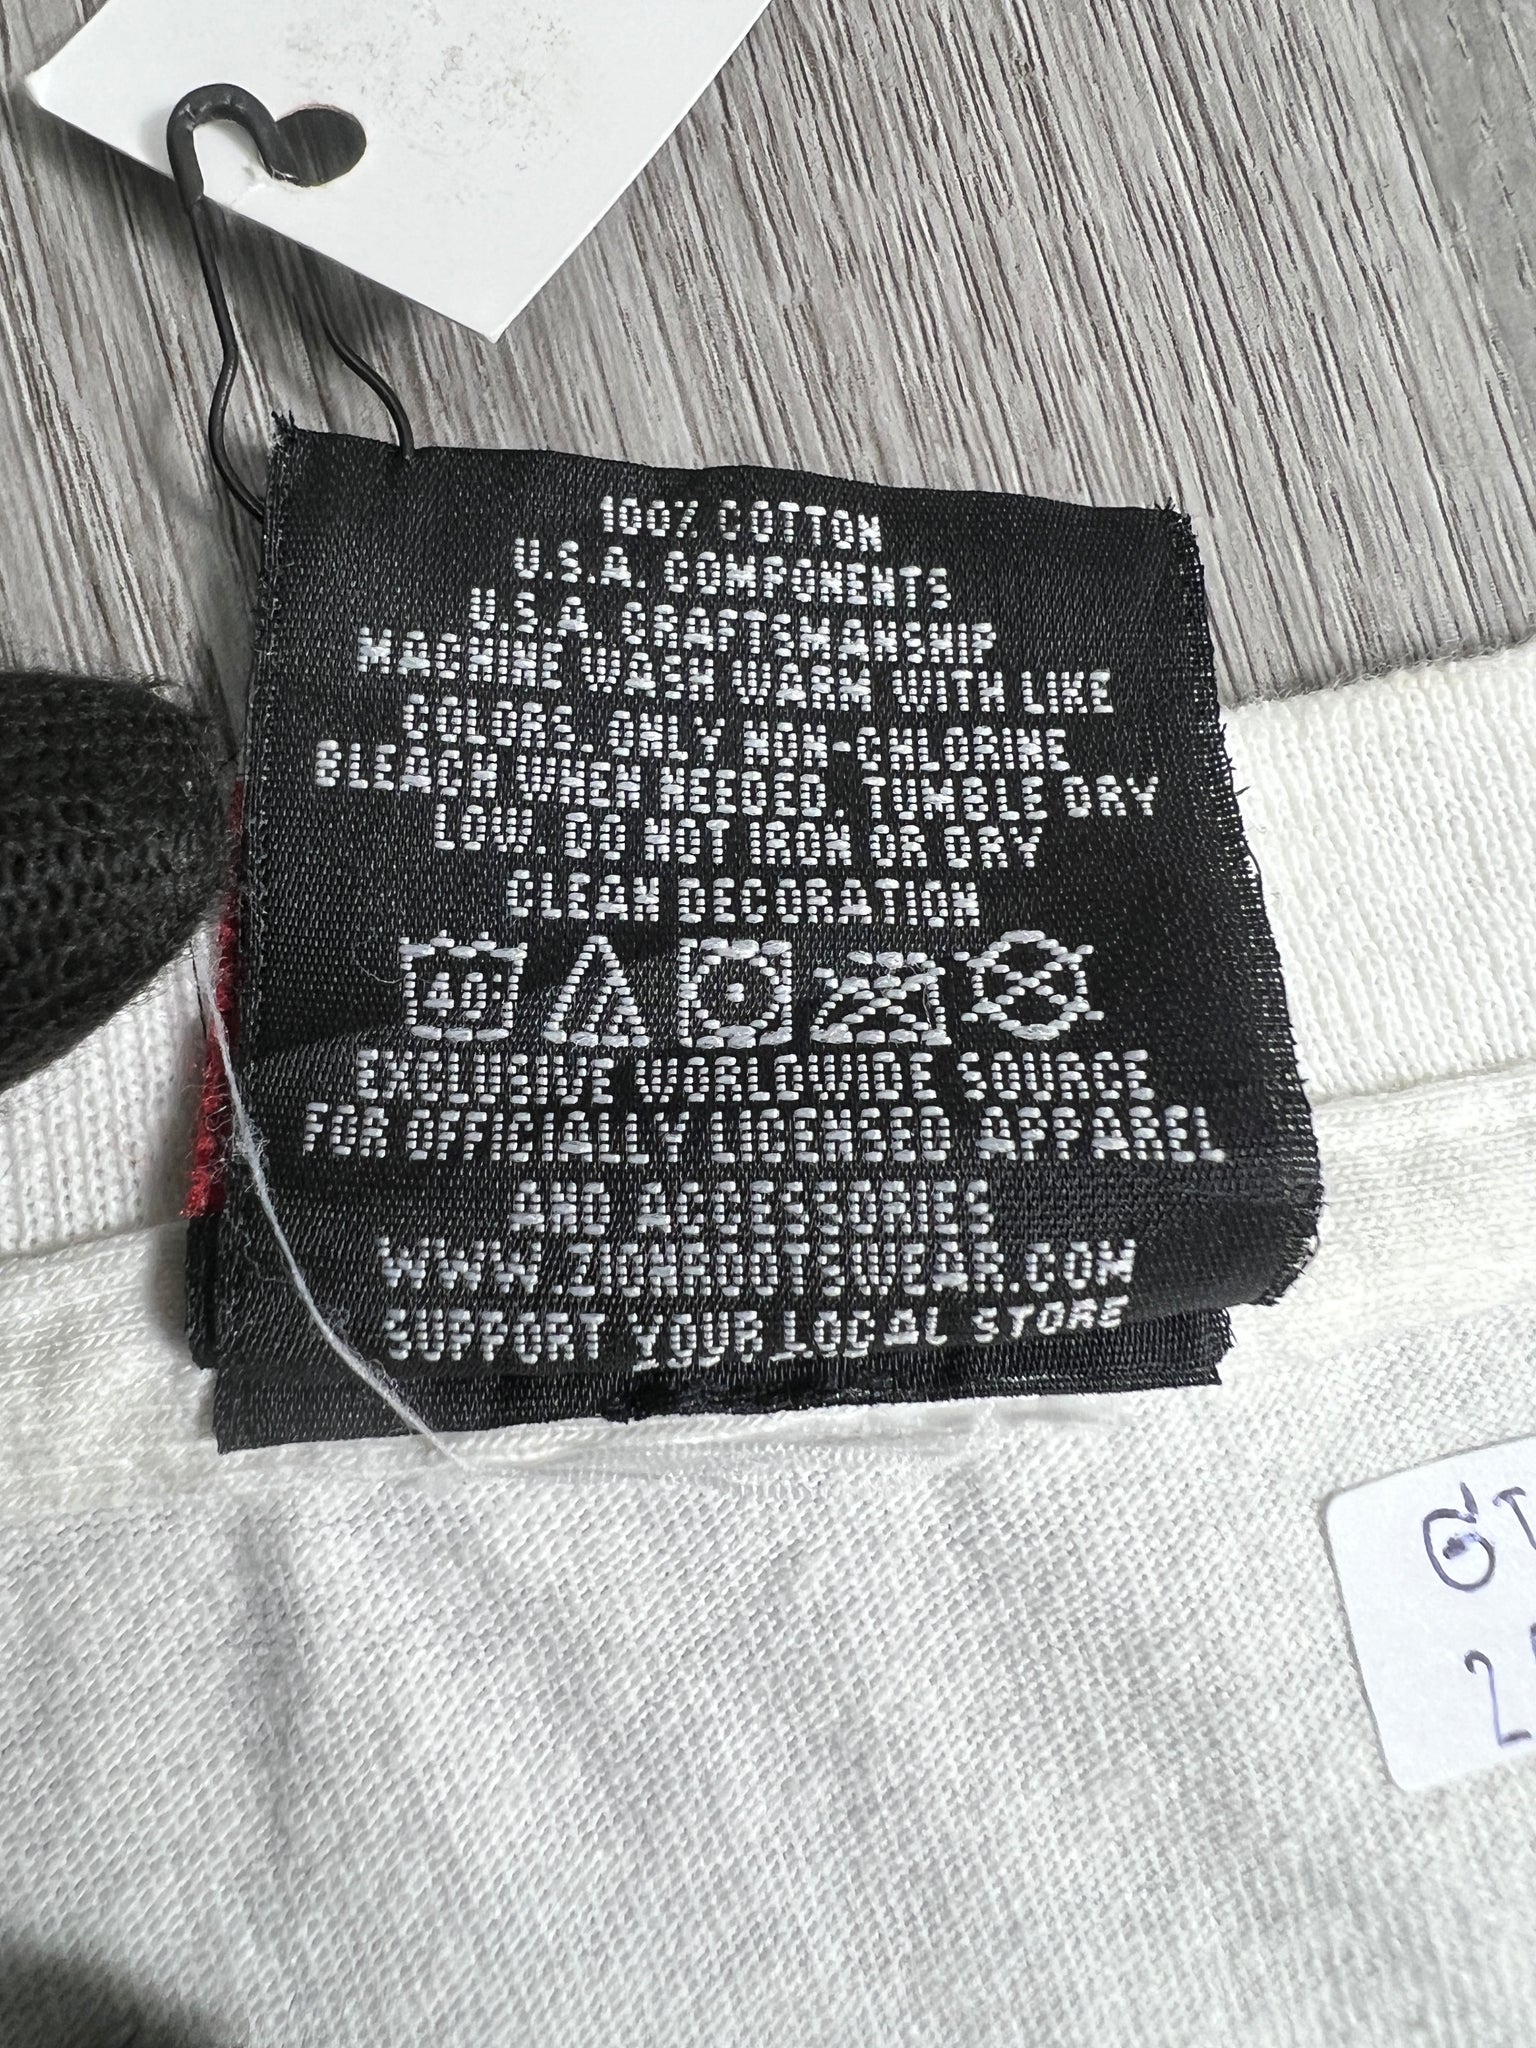 100% COTTON
U.S.A. COMPONENTS
U.S.A. CRAFTSMANSHIP
MACHINE WASH WARM WITH LIKE
COLORS. ONLY NON-CHLORINE
BLEACH WHEN NEEDED. TUMBLE DRY
LOW. DO NOT IRON OR DRY
CLEAN DECORATION
40°
EXCLUSIVE WORLDWIDE SOURCE
FOR OFFICIALLY LICENSED APPAREL
AND ACCESSORIES
WWW.ZIONROOTSWEAR.COM
SUPPORT YOUR LOCAL STORE